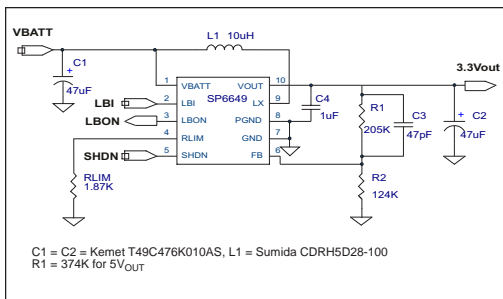 VBATT
L1 10uH
C1
+
47uF
3.3Vout
1 VBATT VOUT 10
LBI 2 LBI SP6649 LX 9
LBON 3 LBON PGND 8
4 RLIM GND 7
SHDN 5 SHDN FB 6
C4
1uF
R1
205K
C3
47pF
+
C2
47uF
RLIM
1.87K
R2
124K
C1 = C2 = Kemet T49C476K010AS, L1 = Sumida CDRH5D28-100
R1 = 374K for 5VOUT